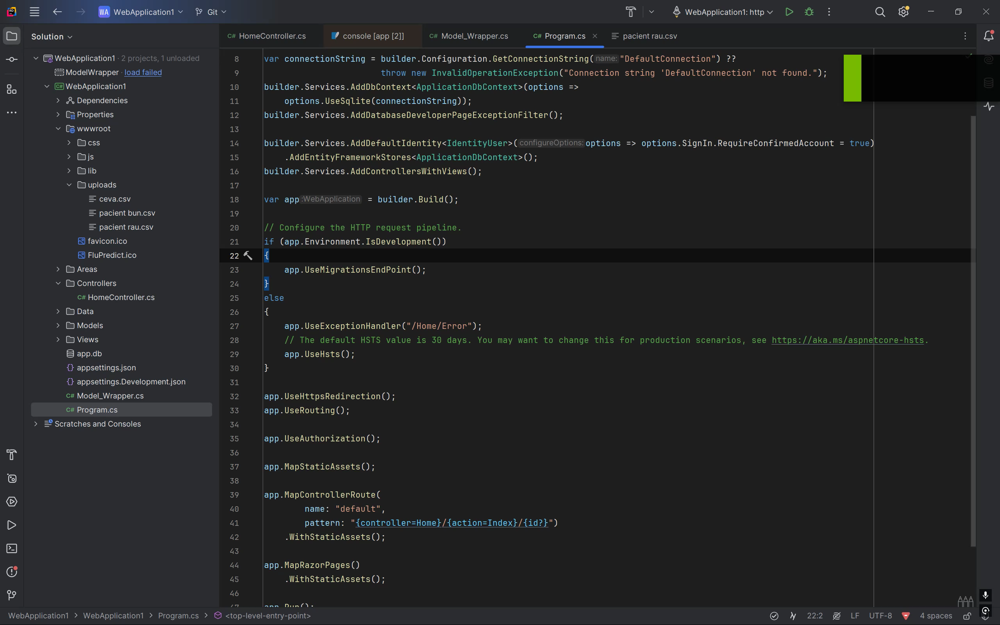 WA WebApplication1 Git WebApplication1: http
Solution
HomeController.cs console [app [2]] Model_Wrapper.cs Program.cs pacient rau.csv
WebApplication1 · 2 projects, 1 unloaded
ModelWrapper · load failed
WebApplication1
Dependencies
Properties
wwwroot
css
js
lib
uploads
ceva.csv
pacient bun.csv
pacient rau.csv
favicon.ico
FluPredict.ico
Areas
Controllers
C# HomeController.cs
Data
Models
Views
app.db
{} appsettings.json
{} appsettings.Development.json
C# Model_Wrapper.cs
C# Program.cs
Scratches and Consoles
8 var connectionString = builder.Configuration.GetConnectionString( name: "DefaultConnection") ??
9 throw new InvalidOperationException("Connection string 'DefaultConnection' not found.");
10 builder.Services.AddDbContext<ApplicationDbContext>(options =>
11 options.UseSqlite(connectionString));
12 builder.Services.AddDatabaseDeveloperPageExceptionFilter();
13
14 builder.Services.AddDefaultIdentity<IdentityUser>( configureOptions: options => options.SignIn.RequireConfirmedAccount = true)
15 .AddEntityFrameworkStores<ApplicationDbContext>();
16 builder.Services.AddControllersWithViews();
17
18 var app :WebApplication = builder.Build();
19
20 // Configure the HTTP request pipeline.
21 if (app.Environment.IsDevelopment())
22 {
23 app.UseMigrationsEndPoint();
24 }
25 else
26 {
27 app.UseExceptionHandler("/Home/Error");
28 // The default HSTS value is 30 days. You may want to change this for production scenarios, see https://aka.ms/aspnetcore-hsts.
29 app.UseHsts();
30 }
31
32 app.UseHttpsRedirection();
33 app.UseRouting();
34
35 app.UseAuthorization();
36
37 app.MapStaticAssets();
38
39 app.MapControllerRoute(
40 name: "default",
41 pattern: "{controller=Home}/{action=Index}/{id?}")
42 .WithStaticAssets();
43
44 app.MapRazorPages()
45 .WithStaticAssets();
46
47 app.Run();
WebApplication1 > WebApplication1 > Program.cs > <top-level-entry-point> 22:2 LF UTF-8 4 spaces